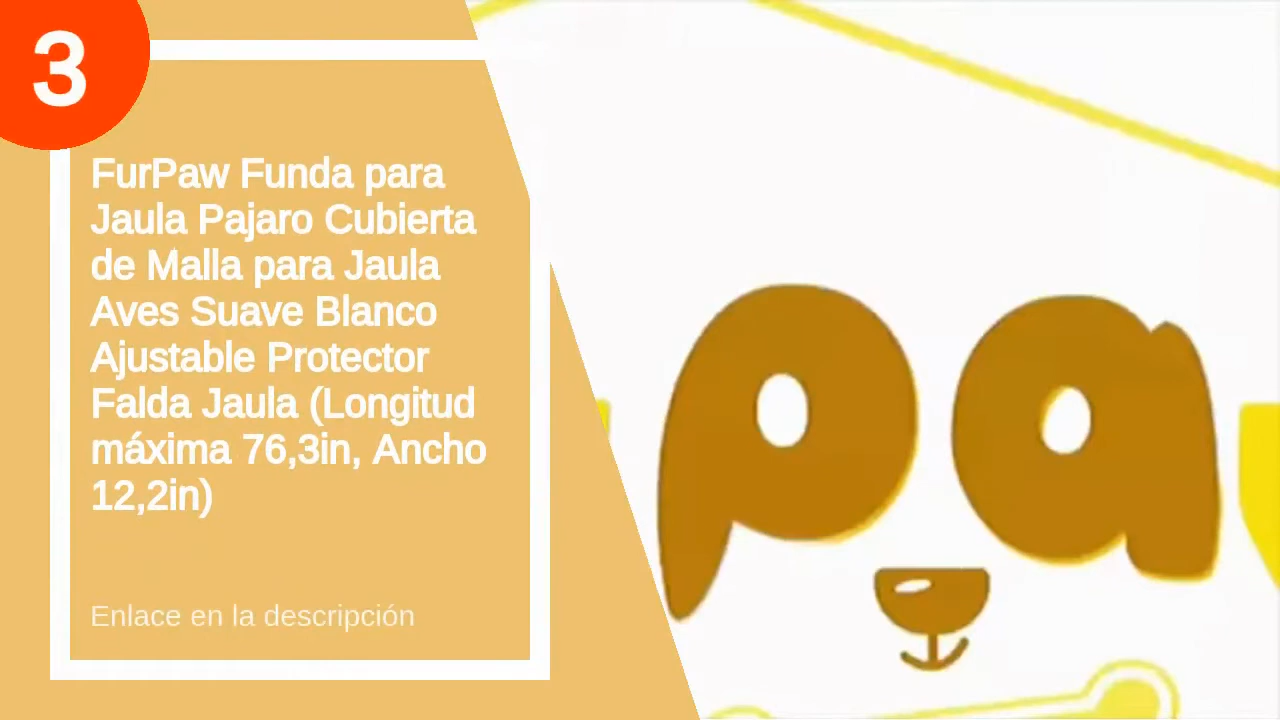 3
FurPaw Funda para
Jaula Pajaro Cubierta
de Malla para Jaula
Aves Suave Blanco
Ajustable Protector
Falda Jaula (Longitud
máxima 76,3in, Ancho
12,2in)
Enlace en la descripción
pa